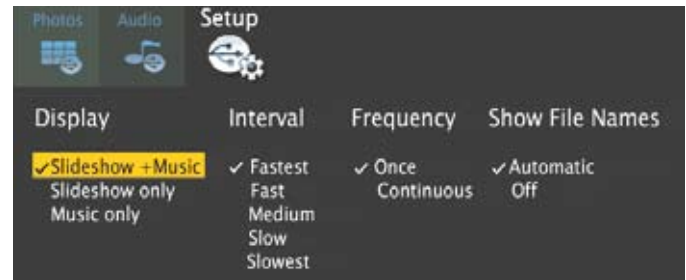 Photos Audio Setup
Display Interval Frequency Show File Names
✓Slideshow +Music ✓ Fastest ✓ Once ✓Automatic
Slideshow only Fast Continuous Off
Music only Medium
Slow
Slowest